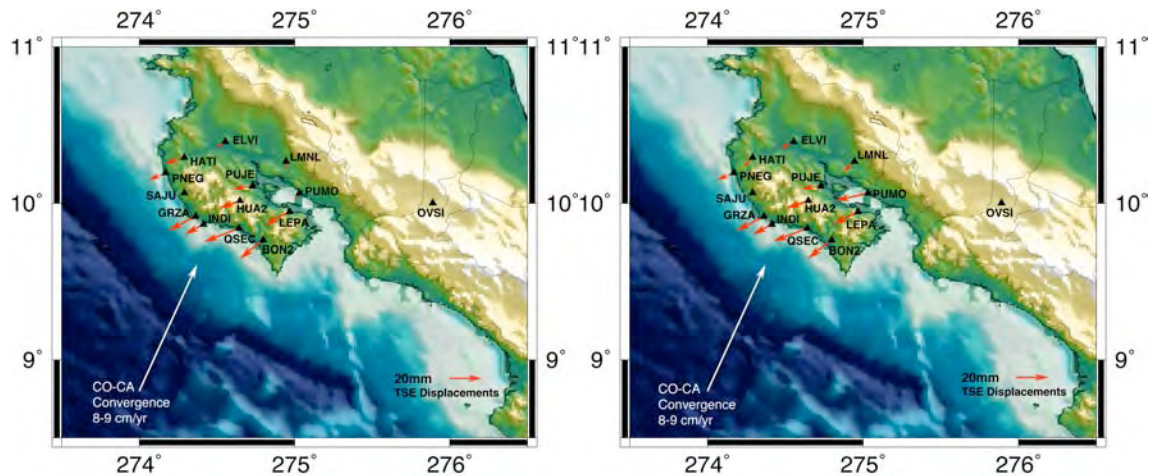 274° 275° 276°
274° 275° 276°
11°
11°
11°
ELVI
LMNL
HATI
PNEG
PUJE
SAJU
PUMO
HUA2
GRZA
INDI
LEPA
QSEC
BON2
OVSI
10°
10°
10°
9°
9°
9°
CO-CA
Convergence
8-9 cm/yr
20mm
TSE Displacements
ELVI
LMNL
HATI
PNEG
PUJE
SAJU
PUMO
HUA2
GRZA
INDI
LEPA
QSEC
BON2
OVSI
CO-CA
Convergence
8-9 cm/yr
20mm
TSE Displacements
274° 275° 276°
274° 275° 276°